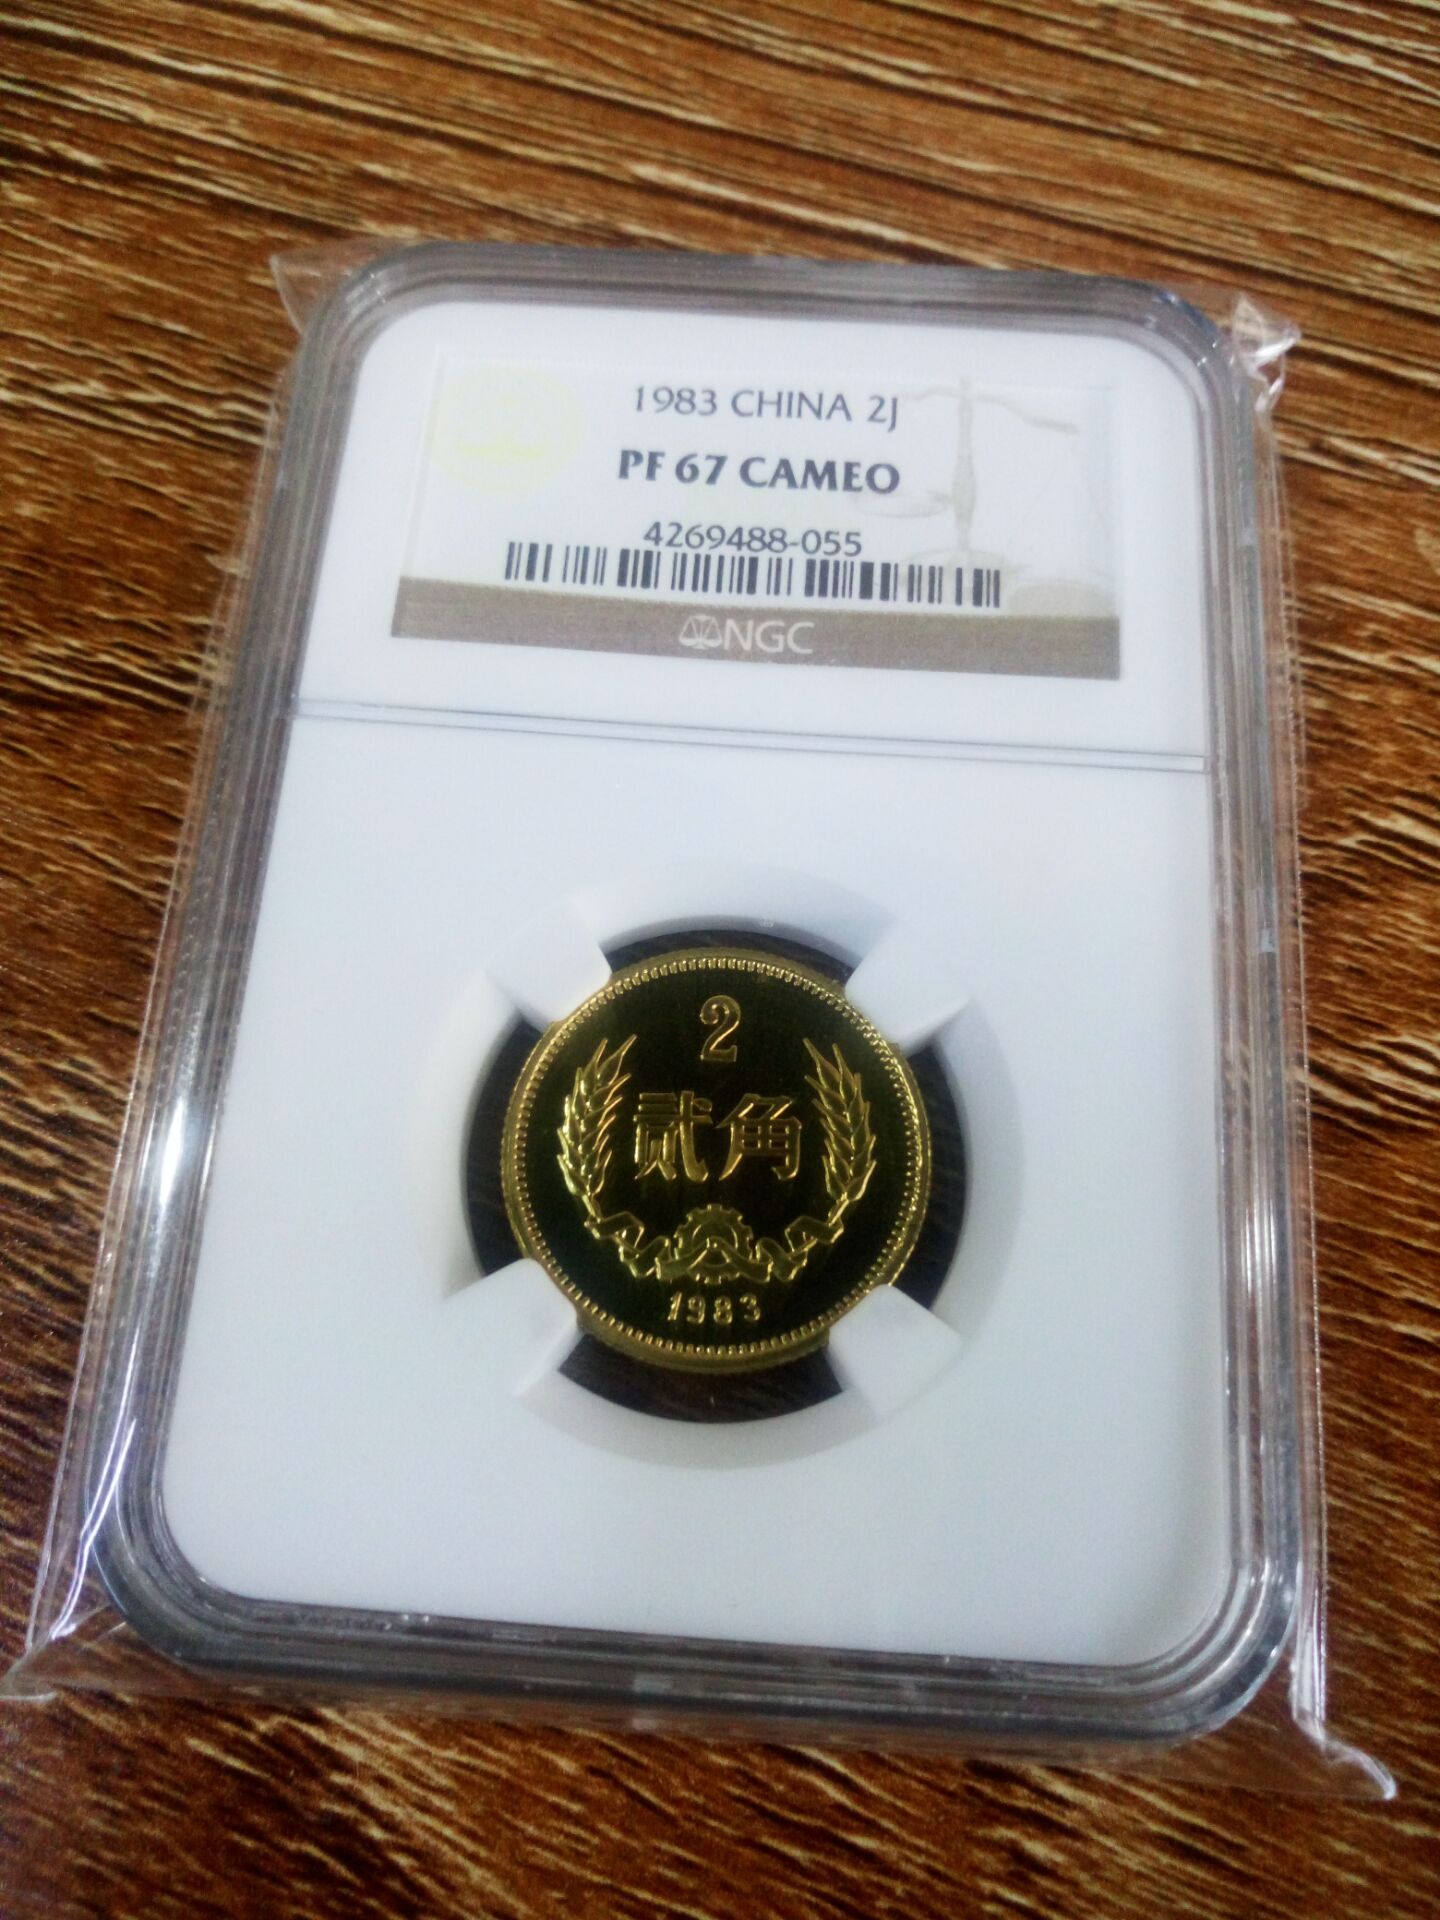 1983 CHINA 2J
PF 67 CAMEO
4269488-055
NGC
2
贰角
1983